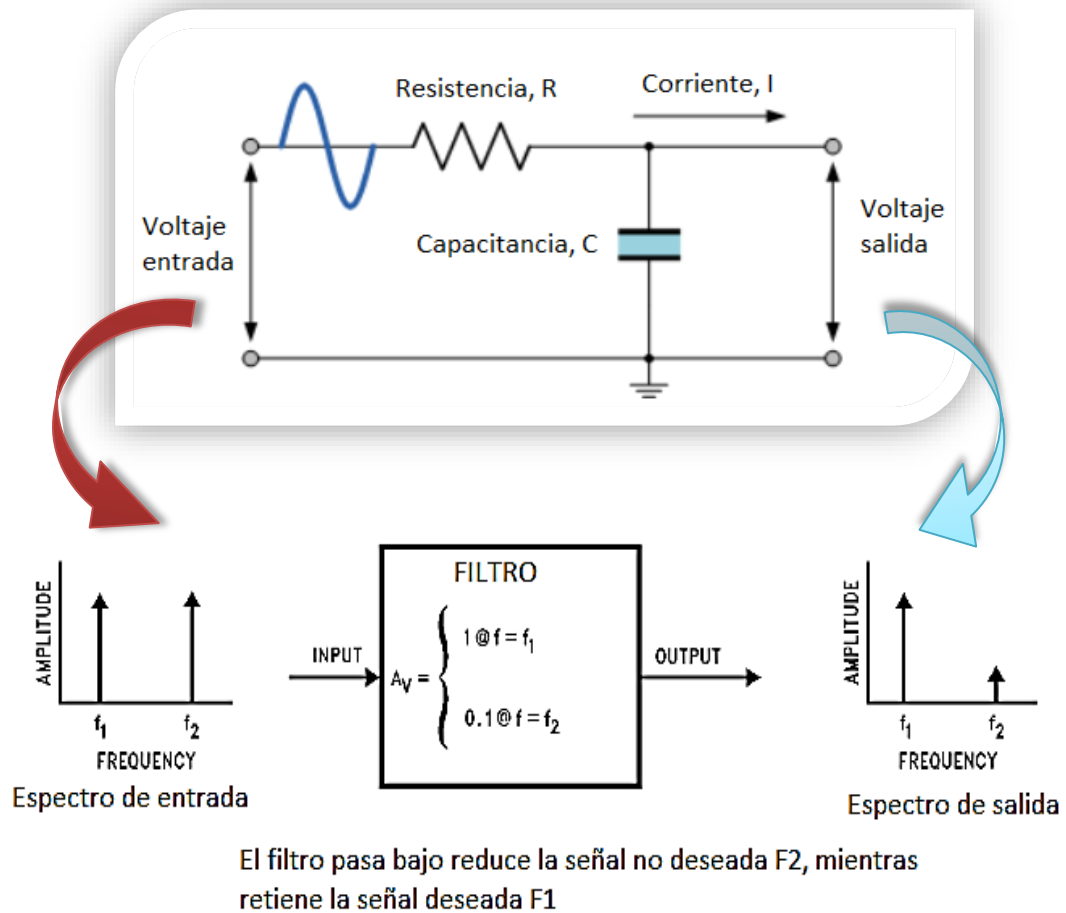 Resistencia, R
Corriente, I
Voltaje
entrada
Capacitancia, C
Voltaje
salida
FILTRO
AMPLITUDE
f1
f2
FREQUENCY
Espectro de entrada
INPUT
AV =
1@f=f1
0.1@f=f2
OUTPUT
AMPLITUDE
f1
f2
FREQUENCY
Espectro de salida
El filtro pasa bajo reduce la señal no deseada F2, mientras
retiene la señal deseada F1